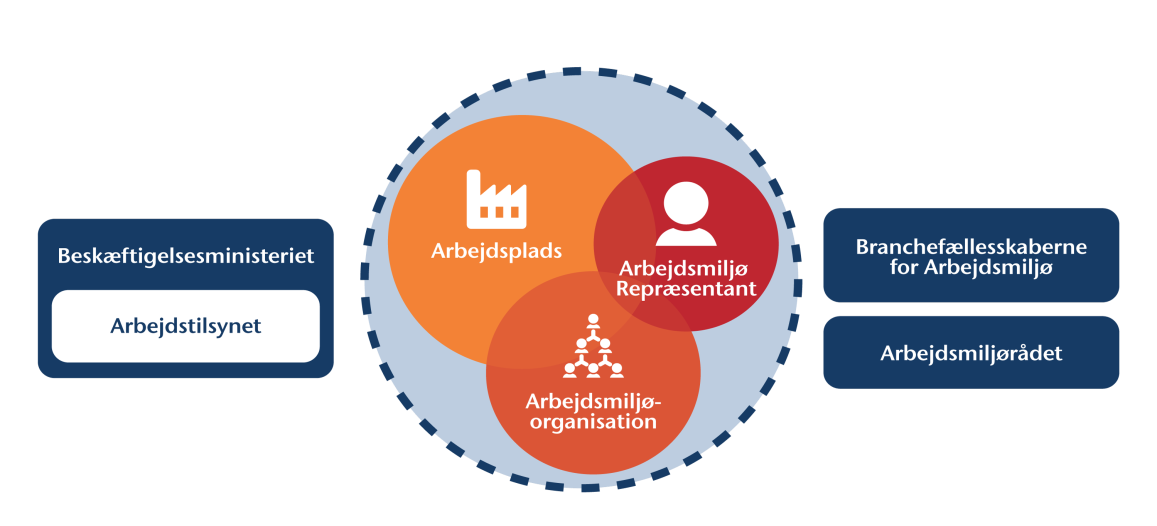 Beskæftigelsesministeriet
Arbejdstilsynet
Arbejdsplads
Arbejdsmiljø
Repræsentant
Arbejdsmiljø-
organisation
Branchefællesskaberne
for Arbejdsmiljø
Arbejdsmiljørådet